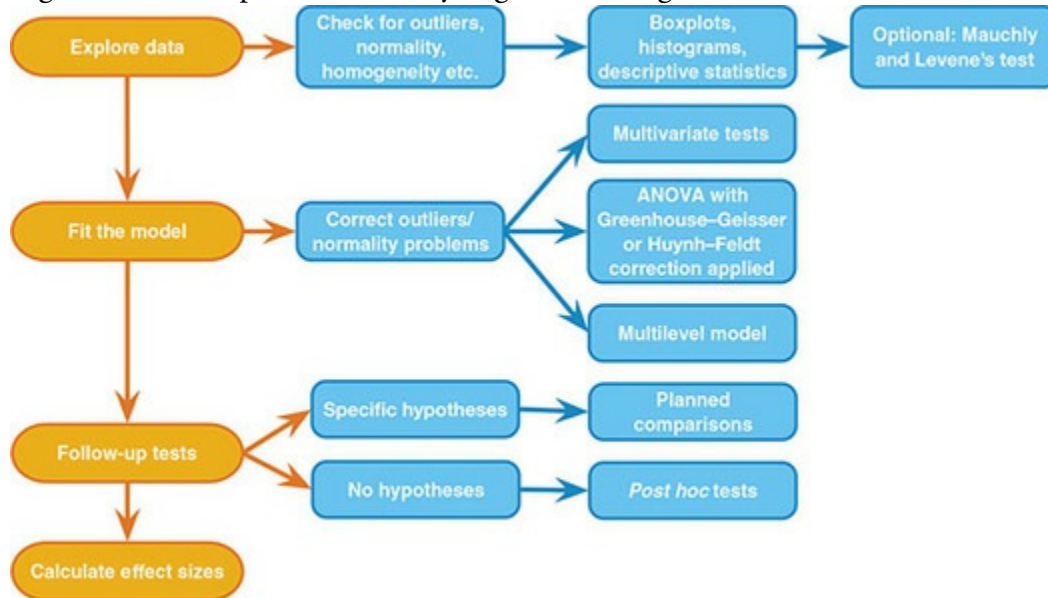 Explore data
Check for outliers,
normality,
homogeneity etc.
Boxplots,
histograms,
descriptive statistics
Optional: Mauchly
and Levene's test
Multivariate tests
Fit the model
Correct outliers/
normality problems
ANOVA with
Greenhouse–Geisser
or Huynh–Feldt
correction applied
Multilevel model
Specific hypotheses
Planned
comparisons
Follow-up tests
No hypotheses
Post hoc tests
Calculate effect sizes